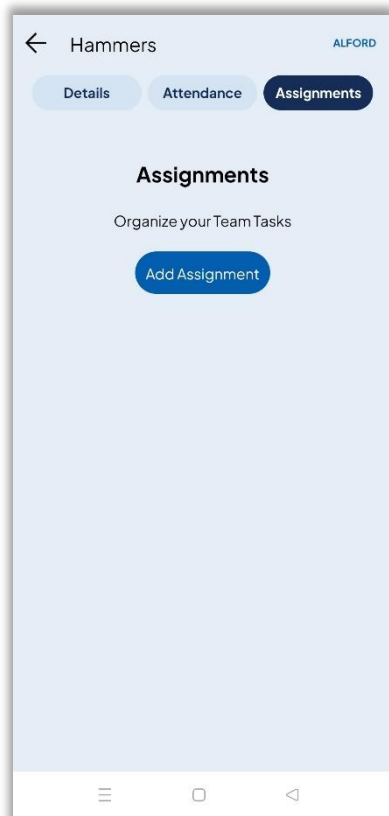 Hammers ALFORD
Details Attendance Assignments
Assignments
Organize your Team Tasks
Add Assignment